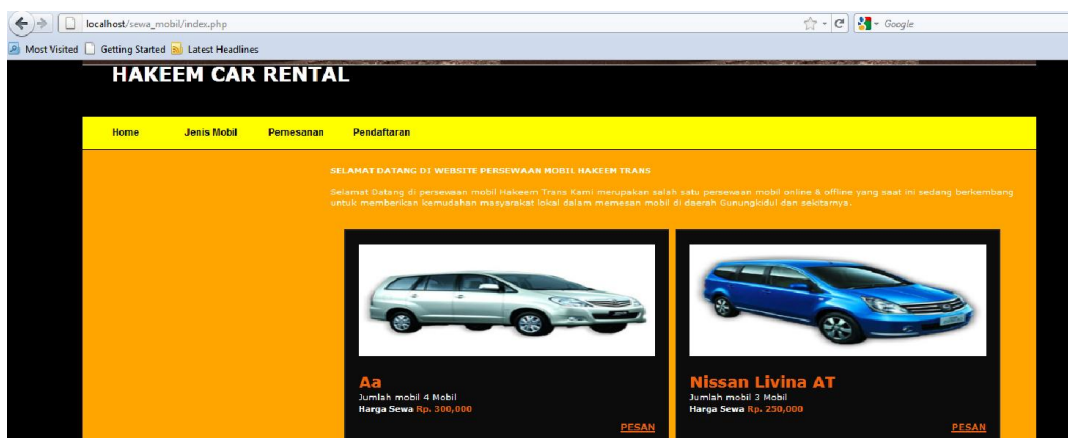 localhost/sewa_mobil/index.php
Google
Most Visited Getting Started Latest Headlines
HAKEEM CAR RENTAL
Home Jenis Mobil Pemesanan Pendaftaran
SELAMAT DATANG DI WEBSITE PERSEWAAN MOBIL HAKEEM TRANS
Selamat Datang di persewaan mobil Hakeem Trans Kami merupakan salah satu persewaan mobil online & offline yang saat ini sedang berkembang
untuk memberikan kemudahan masyarakat lokal dalam memesan mobil di daerah Gunungkidul dan sekitarnya.
Aa
Jumlah mobil 4 Mobil
Harga Sewa Rp. 300,000
PESAN
Nissan Livina AT
Jumlah mobil 3 Mobil
Harga Sewa Rp. 250,000
PESAN